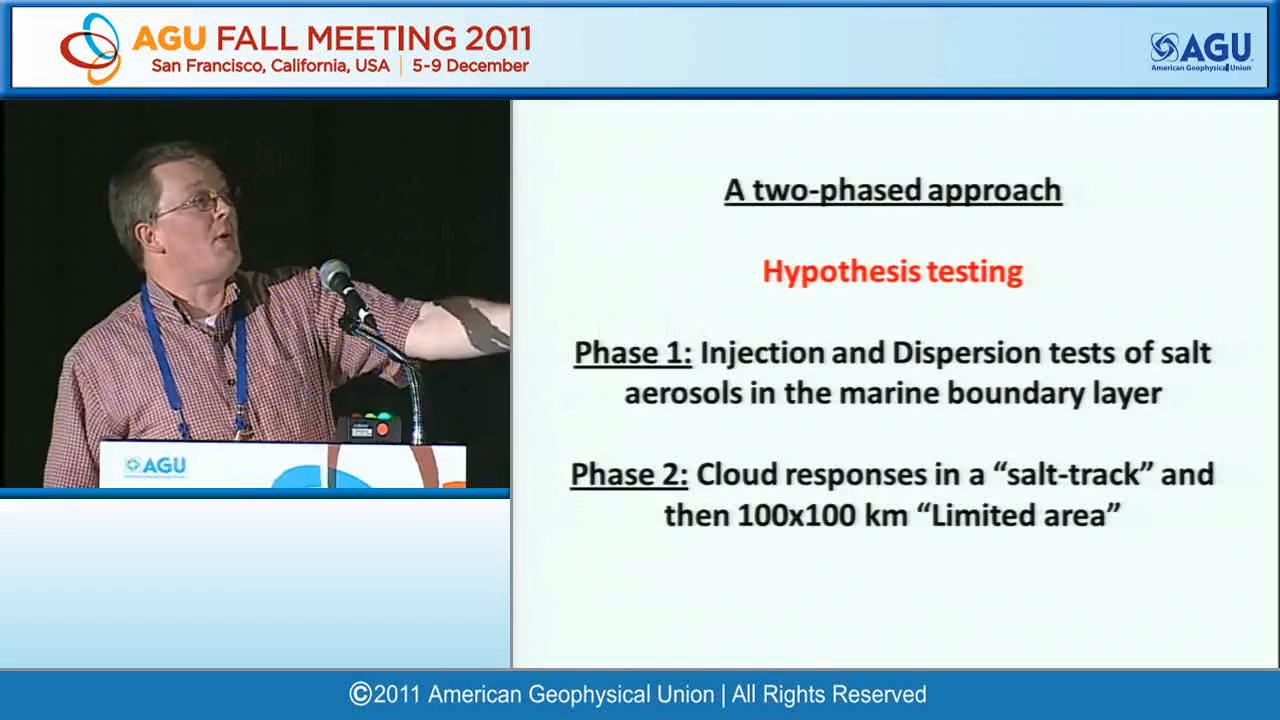 AGU FALL MEETING 2011
San Francisco, California, USA | 5-9 December
AGU
American Geophysical Union
A two-phased approach
Hypothesis testing
Phase 1: Injection and Dispersion tests of salt
aerosols in the marine boundary layer
Phase 2: Cloud responses in a “salt-track” and
then 100x100 km “Limited area”
AGU
©2011 American Geophysical Union | All Rights Reserved